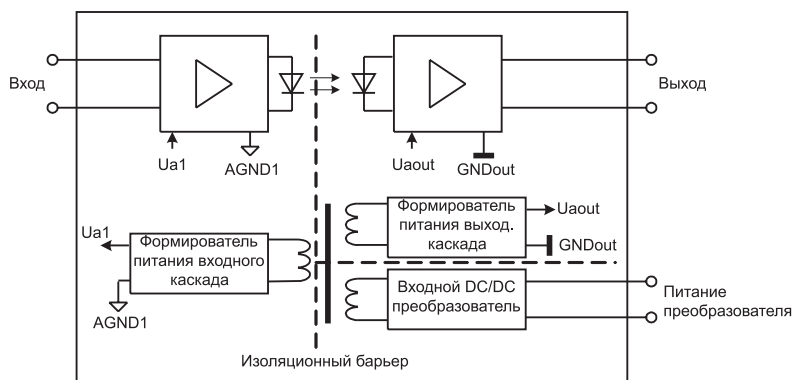 Вход
Выход
Ua1
AGND1
Uaout
GNDout
Формирователь
питания выход.
каскада
Uaout
GNDout
Ua1
Формирователь
питания входного
каскада
AGND1
Входной DC/DC
преобразователь
Питание
преобразователя
Изоляционный барьер